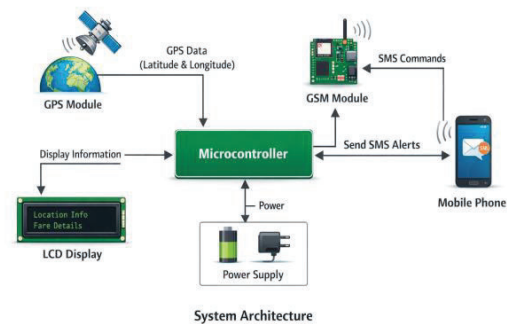 GPS Data
(Latitude & Longitude)
SMS Commands
GPS Module
GSM Module
Display Information
Microcontroller
Send SMS Alerts
Location Info
Fare Details
Power
Mobile Phone
LCD Display
Power Supply
System Architecture